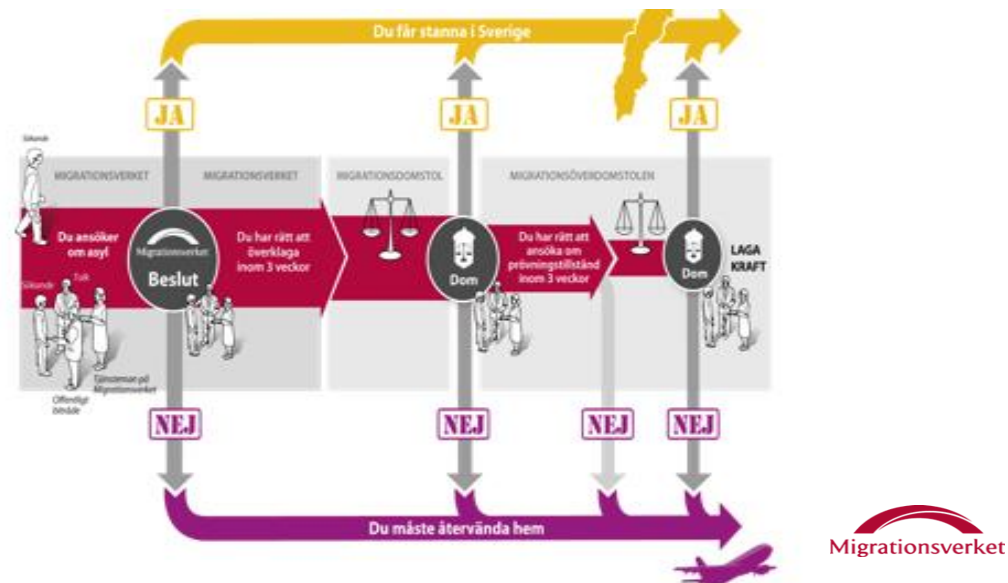 Du får stanna i Sverige
JA
JA
JA
Sökande
MIGRATIONSVERKET
MIGRATIONSVERKET
MIGRATIONSDOMSTOL
MIGRATIONSÖVERDOMSTOLEN
Du ansöker
om asyl
Migrationsverket
Beslut
Du har rätt att
överklaga
inom 3 veckor
Dom
Du har rätt att
ansöka om
prövningstillstånd
inom 3 veckor
Dom
LAGA
KRAFT
Sökande
Tolk
Tjänsteman på
Migrationsverket
Offentligt
biträde
NEJ
NEJ
NEJ
NEJ
Du måste återvända hem
Migrationsverket